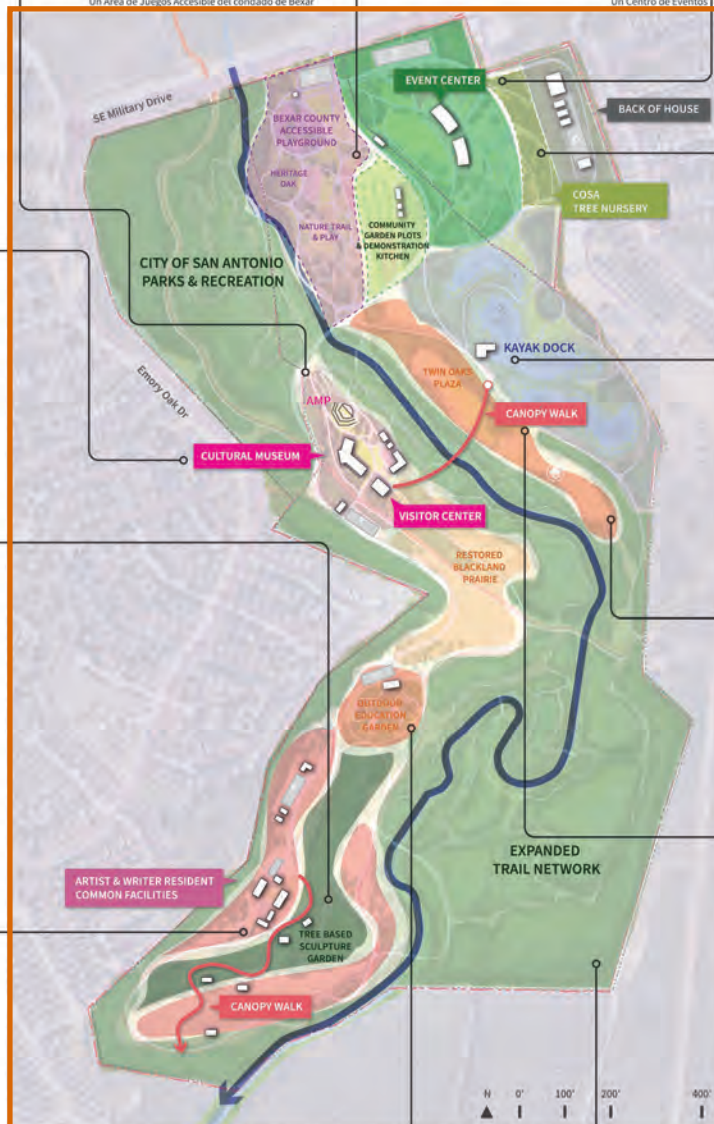 Un Área de Juegos Accesible del condado de Bexar
Un Centro de Eventos
SE Military Drive
EVENT CENTER
BACK OF HOUSE
BEXAR COUNTY
ACCESSIBLE
PLAYGROUND
HERITAGE
OAK
COSA
TREE NURSERY
NATURE TRAIL
& PLAY
COMMUNITY
GARDEN PLOTS
& DEMONSTRATION
KITCHEN
CITY OF SAN ANTONIO
PARKS & RECREATION
KAYAK DOCK
TWIN OAKS
PLAZA
Emory Oak Dr
AMP
CANOPY WALK
CULTURAL MUSEUM
VISITOR CENTER
RESTORED
BLACKLAND
PRAIRIE
OUTDOOR
EDUCATION
GARDEN
EXPANDED
TRAIL NETWORK
ARTIST & WRITER RESIDENT
COMMON FACILITIES
TREE BASED
SCULPTURE
GARDEN
CANOPY WALK
N 0' 100' 200' 400'